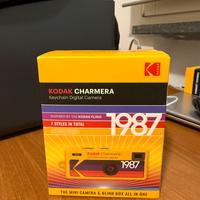 KODAK CHARMERA
Keychain Digital Camera
Kodak
INSPIRED BY THE KODAK FLING
7 STYLES IN TOTAL
1987
1987
THE MINI CAMERA & BLIND BOX ALL IN ONE